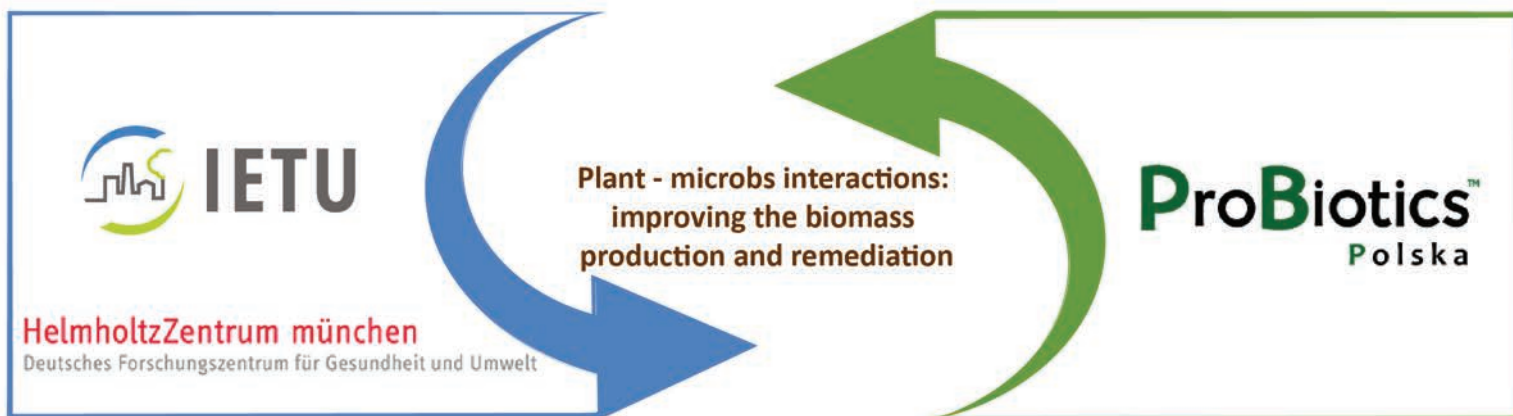 IETU
HelmholtzZentrum münchen
Deutsches Forschungszentrum für Gesundheit und Umwelt
Plant - microbs interactions:
improving the biomass
production and remediation
ProBiotics™
Polska